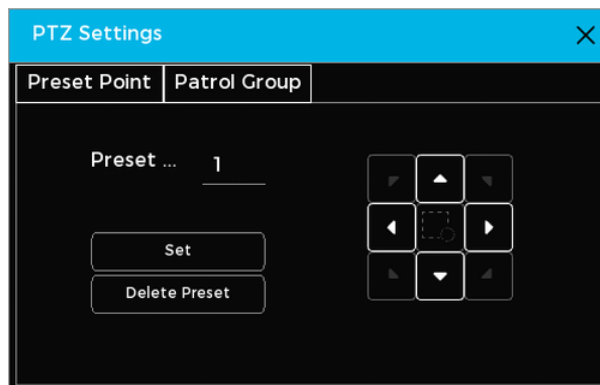 PTZ Settings
Preset Point Patrol Group
Preset ... 1
Set
Delete Preset